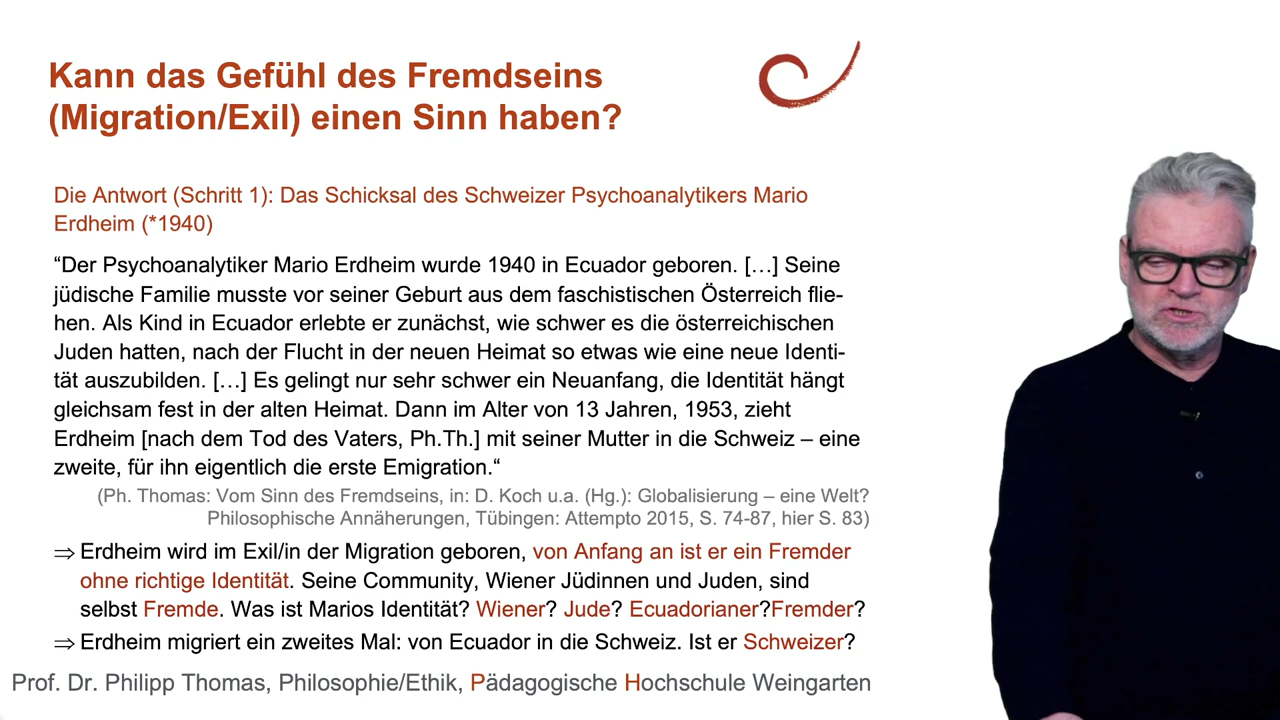 Kann das Gefühl des Fremdseins
(Migration/Exil) einen Sinn haben?
Die Antwort (Schritt 1): Das Schicksal des Schweizer Psychoanalytikers Mario
Erdheim (*1940)
“Der Psychoanalytiker Mario Erdheim wurde 1940 in Ecuador geboren. […] Seine
jüdische Familie musste vor seiner Geburt aus dem faschistischen Österreich flie-
hen. Als Kind in Ecuador erlebte er zunächst, wie schwer es die österreichischen
Juden hatten, nach der Flucht in der neuen Heimat so etwas wie eine neue Identi-
tät auszubilden. […] Es gelingt nur sehr schwer ein Neuanfang, die Identität hängt
gleichsam fest in der alten Heimat. Dann im Alter von 13 Jahren, 1953, zieht
Erdheim [nach dem Tod des Vaters, Ph.Th.] mit seiner Mutter in die Schweiz – eine
zweite, für ihn eigentlich die erste Emigration.“
(Ph. Thomas: Vom Sinn des Fremdseins, in: D. Koch u.a. (Hg.): Globalisierung – eine Welt?
Philosophische Annäherungen, Tübingen: Attempto 2015, S. 74-87, hier S. 83)
⇒ Erdheim wird im Exil/in der Migration geboren, von Anfang an ist er ein Fremder
ohne richtige Identität. Seine Community, Wiener Jüdinnen und Juden, sind
selbst Fremde. Was ist Marios Identität? Wiener? Jude? Ecuadorianer?Fremder?
⇒ Erdheim migriert ein zweites Mal: von Ecuador in die Schweiz. Ist er Schweizer?
Prof. Dr. Philipp Thomas, Philosophie/Ethik, Pädagogische Hochschule Weingarten